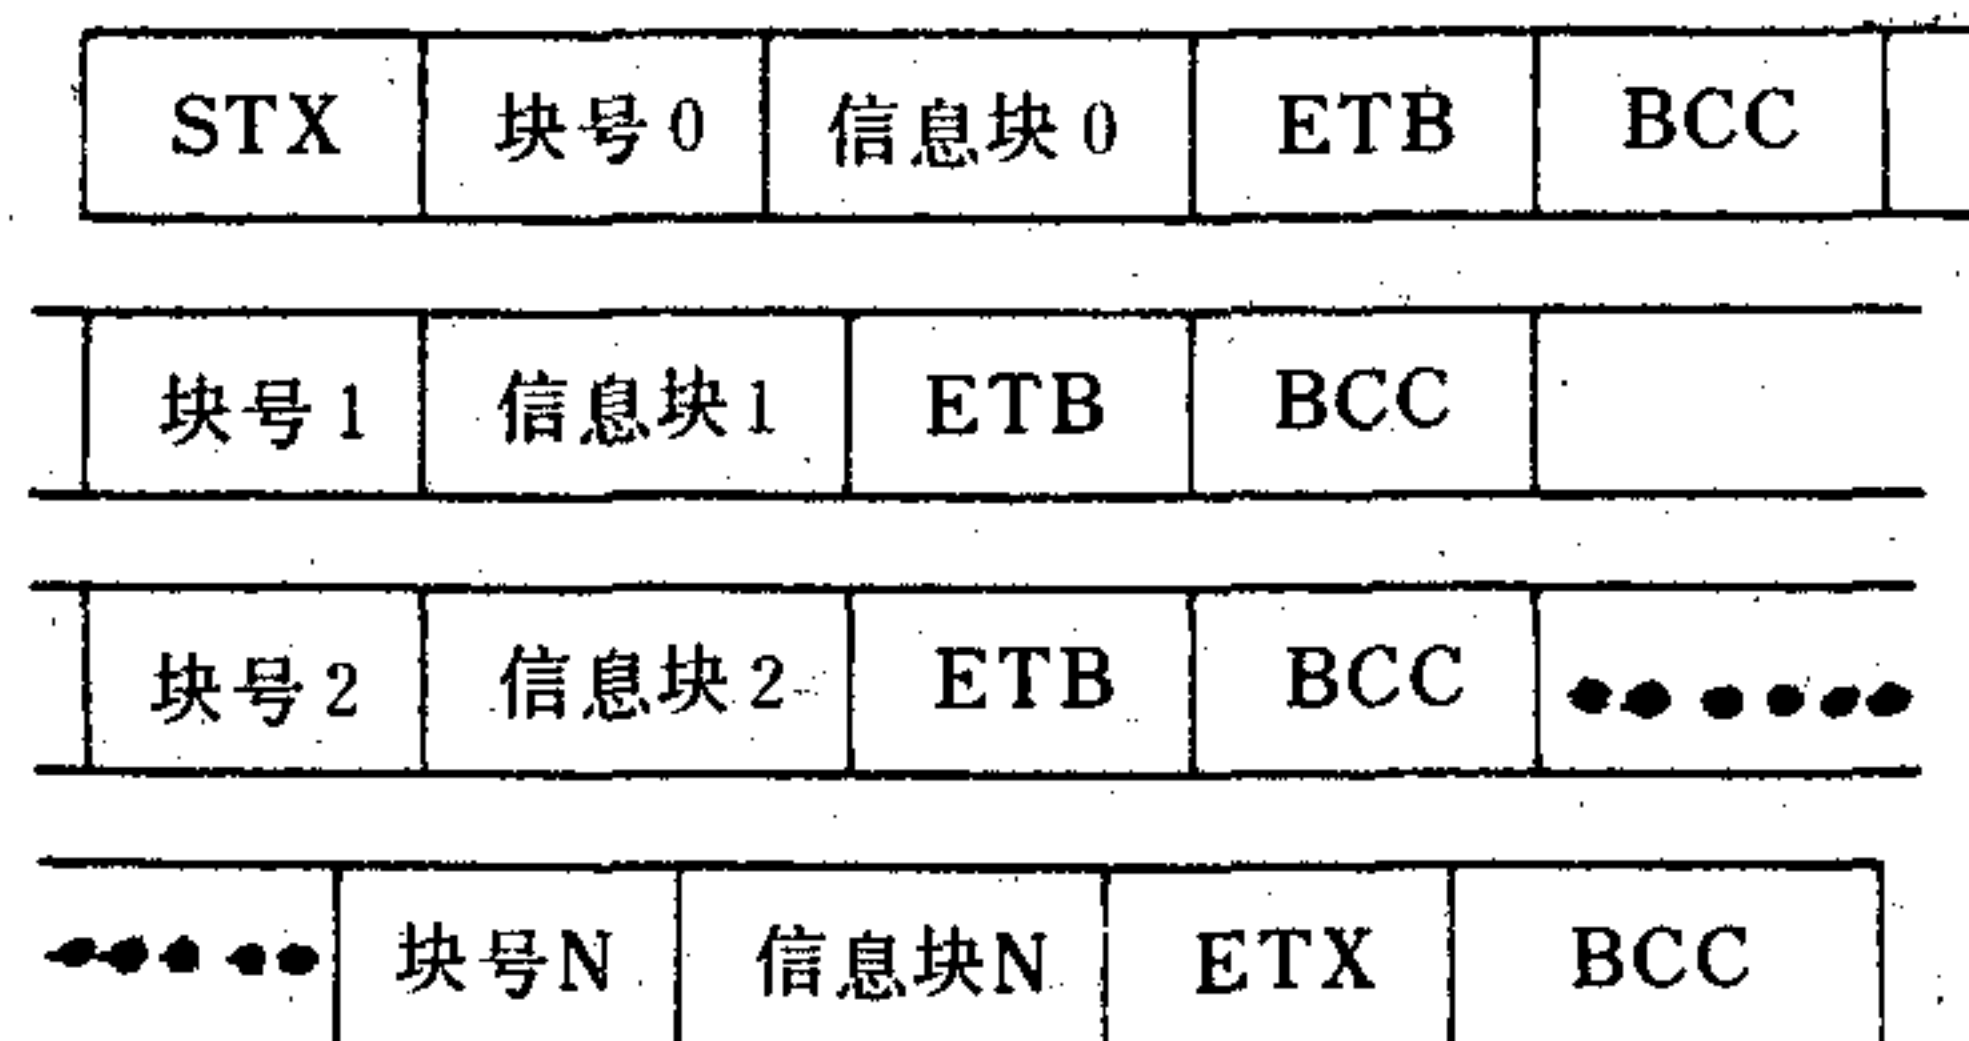 STX 块号0 信息块0 ETB BCC
块号1 信息块1 ETB BCC
块号2 信息块2 ETB BCC ••••••
••••• 块号N 信息块N ETX BCC